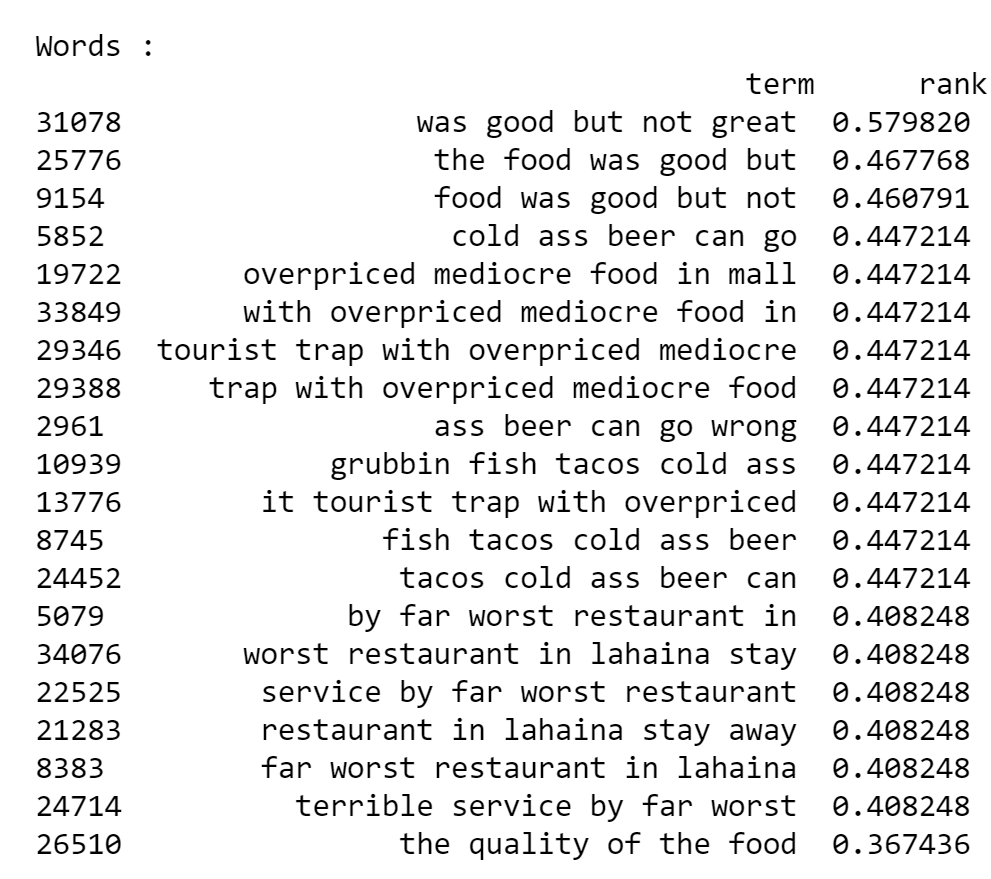 Words :
term rank
31078 was good but not great 0.579820
25776 the food was good but 0.467768
9154 food was good but not 0.460791
5852 cold ass beer can go 0.447214
19722 overpriced mediocre food in mall 0.447214
33849 with overpriced mediocre food in 0.447214
29346 tourist trap with overpriced mediocre 0.447214
29388 trap with overpriced mediocre food 0.447214
2961 ass beer can go wrong 0.447214
10939 grubbin fish tacos cold ass 0.447214
13776 it tourist trap with overpriced 0.447214
8745 fish tacos cold ass beer 0.447214
24452 tacos cold ass beer can 0.447214
5079 by far worst restaurant in 0.408248
34076 worst restaurant in lahaina stay 0.408248
22525 service by far worst restaurant 0.408248
21283 restaurant in lahaina stay away 0.408248
8383 far worst restaurant in lahaina 0.408248
24714 terrible service by far worst 0.408248
26510 the quality of the food 0.367436